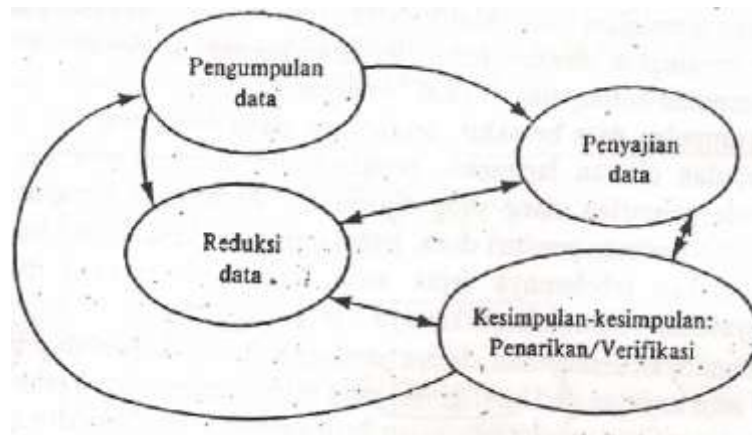 Pengumpulan
data
Penyajian
data
Reduksi
data
Kesimpulan-kesimpulan:
Penarikan/Verifikasi